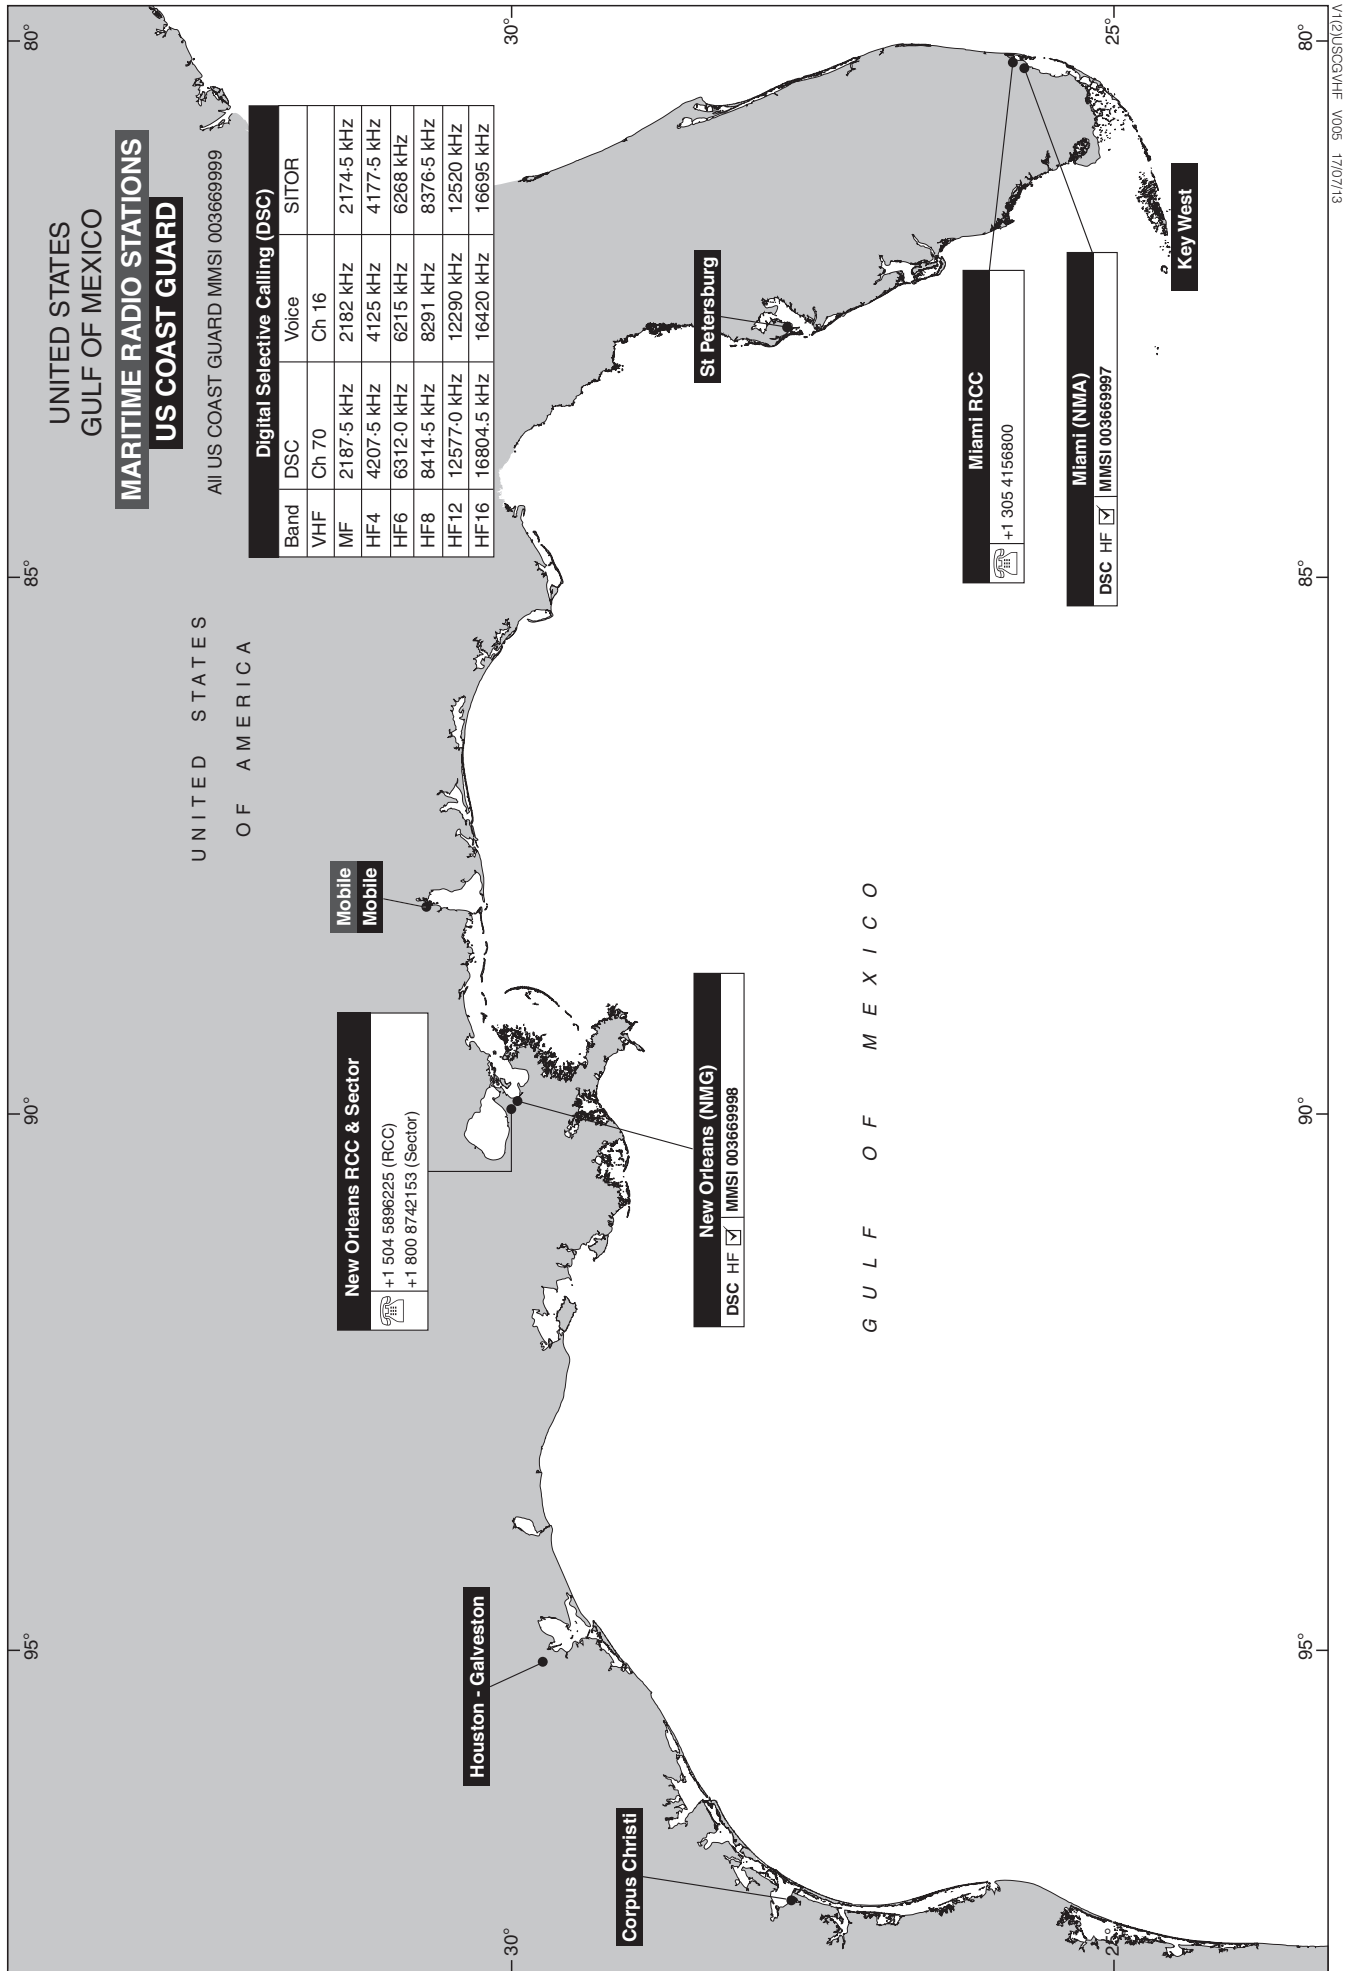 UNITED STATES
GULF OF MEXICO
MARITIME RADIO STATIONS
US COAST GUARD
All US COAST GUARD MMSI 003669999
Digital Selective Calling (DSC)
Band DSC Voice SITOR
VHF Ch 70 Ch 16
MF 2187·5 kHz 2182 kHz 2174·5 kHz
HF4 4207·5 kHz 4125 kHz 4177·5 kHz
HF6 6312·0 kHz 6215 kHz 6268 kHz
HF8 8414·5 kHz 8291 kHz 8376·5 kHz
HF12 12577·0 kHz 12290 kHz 12520 kHz
HF16 16804.5 kHz 16420 kHz 16695 kHz
95°
90°
85°
80°
UNITED STATES
OF AMERICA
Mobile
Mobile
New Orleans RCC & Sector
+1 504 5896225 (RCC)
+1 800 8742153 (Sector)
Houston - Galveston
30°
30°
Corpus Christi
New Orleans (NMG)
DSC HF MMSI 003669998
St Petersburg
GULF OF MEXICO
Miami RCC
+1 305 4156800
Miami (NMA)
DSC HF MMSI 003669997
Key West
25°
95°
90°
85°
80°
V1(2)USCGVHF V005 17/07/13